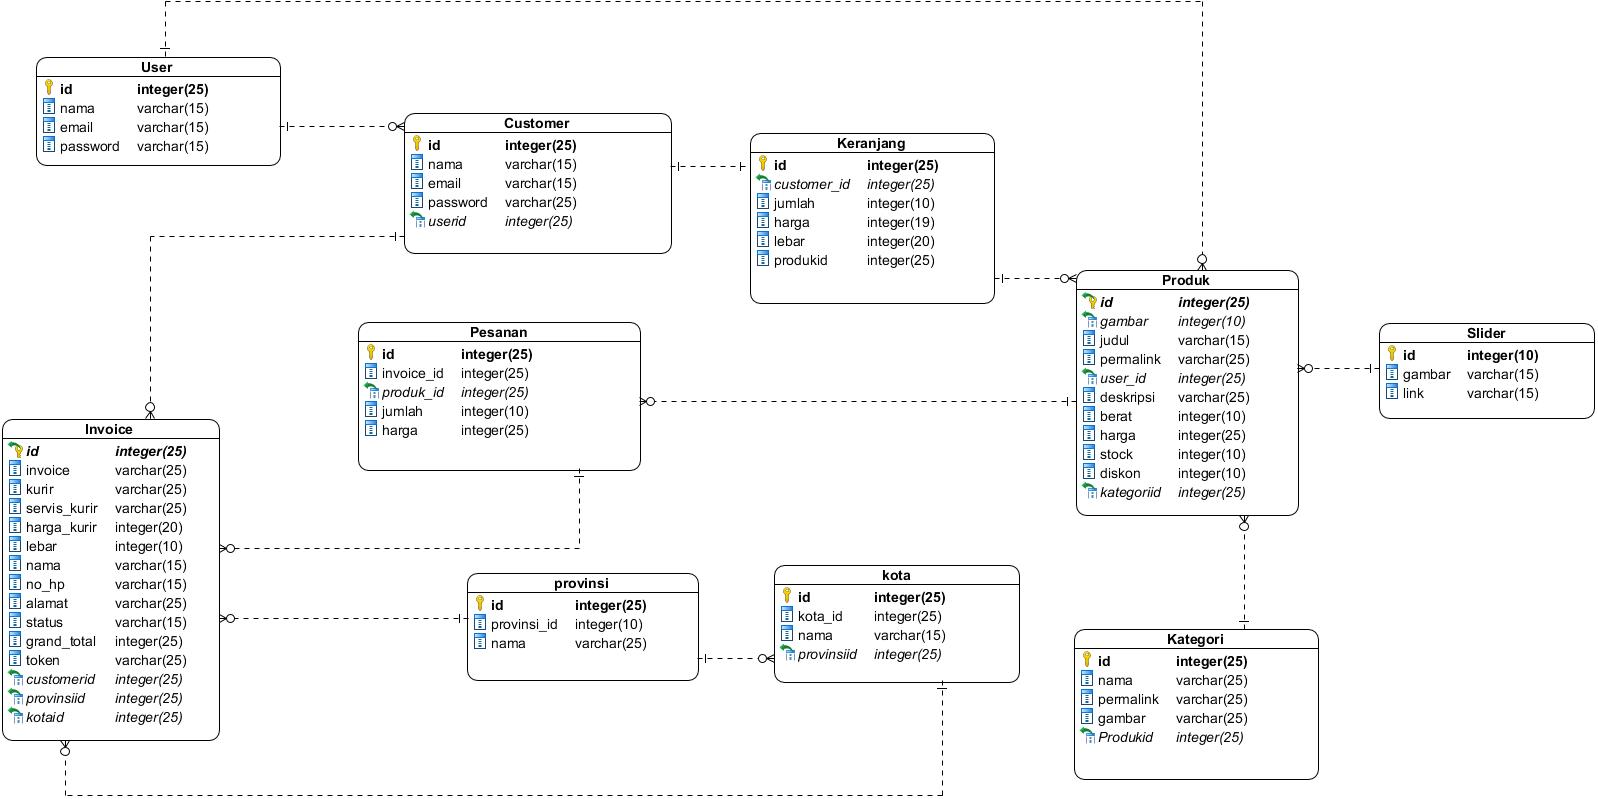 User
id integer(25)
nama varchar(15)
email varchar(15)
password varchar(15)
Customer
id integer(25)
nama varchar(15)
email varchar(15)
password varchar(25)
userid integer(25)
Keranjang
id integer(25)
customer_id integer(25)
jumlah integer(10)
harga integer(19)
lebar integer(20)
produkid integer(25)
Produk
id integer(25)
gambar integer(10)
judul varchar(15)
permalink varchar(25)
user_id integer(25)
deskripsi varchar(25)
berat integer(10)
harga integer(25)
stock integer(10)
diskon integer(10)
kategoriid integer(25)
Slider
id integer(10)
gambar varchar(15)
link varchar(15)
Pesanan
id integer(25)
invoice_id integer(25)
produk_id integer(25)
jumlah integer(10)
harga integer(25)
Invoice
id integer(25)
invoice varchar(25)
kurir varchar(25)
servis_kurir varchar(25)
harga_kurir integer(20)
lebar integer(10)
nama varchar(15)
no_hp varchar(15)
alamat varchar(25)
status varchar(15)
grand_total integer(25)
token varchar(25)
customerid integer(25)
provinsiid integer(25)
kotaid integer(25)
provinsi
id integer(25)
provinsi_id integer(10)
nama varchar(25)
kota
id integer(25)
kota_id integer(25)
nama varchar(15)
provinsiid integer(25)
Kategori
id integer(25)
nama varchar(25)
permalink varchar(25)
gambar varchar(25)
Produkid integer(25)